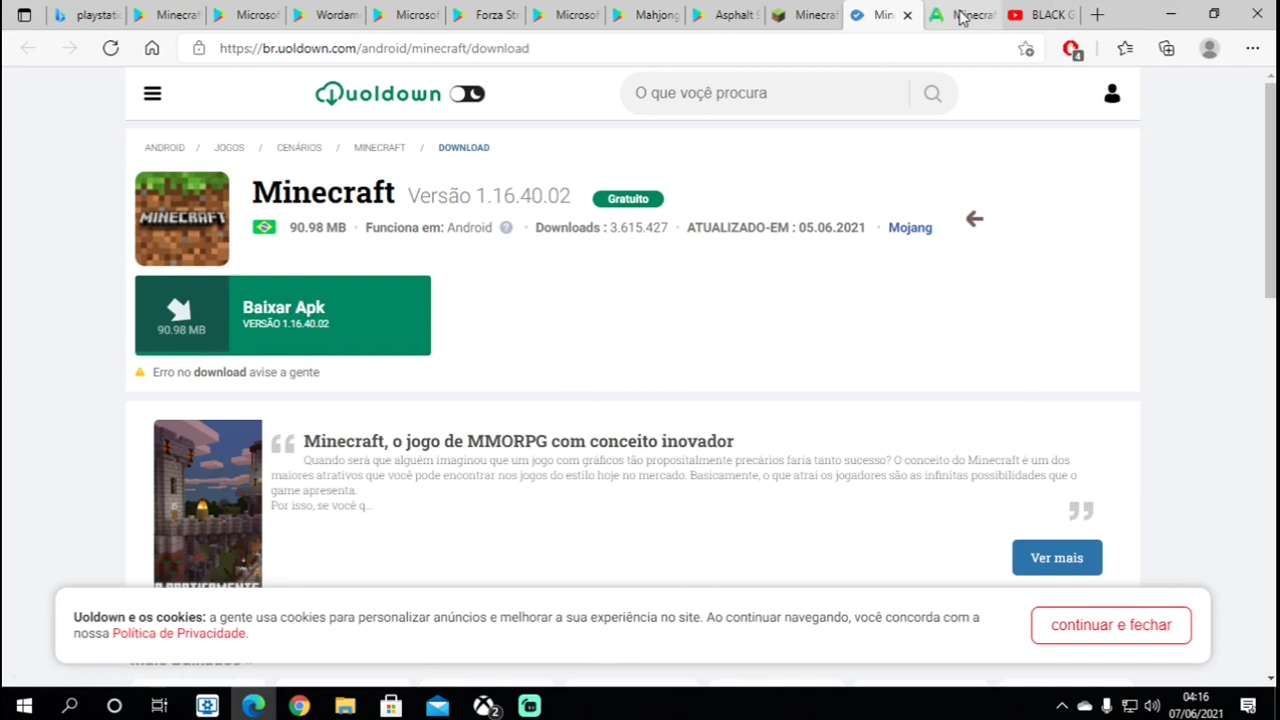 playstati
Minecraf
Microsof
Wordam
Microsof
Forza Str
Microsof
Mahjong
Asphalt 9
Minecraf
Min
Minecraf
BLACK G
https://br.uoldown.com/android/minecraft/download
4
uoldown
O que voçê procura
ANDROID / JOGOS / CENÁRIOS / MINECRAFT / DOWNLOAD
MINECRAFT
Minecraft Versão 1.16.40.02 Gratuito
90.98 MB · Funciona em: Android ? · Downloads : 3.615.427 · ATUALIZADO-EM : 05.06.2021 · Mojang
90.98 MB
Baixar Apk
VERSÃO 1.16.40.02
Erro no download avise a gente
Minecraft, o jogo de MMORPG com conceito inovador
Quando será que alguém imaginou que um jogo com gráficos tão propositalmente precários faria tanto sucesso? O conceito do Minecraft é um dos
maiores atrativos que você pode encontrar nos jogos do estilo hoje no mercado. Basicamente, o que atrai os jogadores são as infinitas possibilidades que o
game apresenta.
Por isso, se você q...
Ver mais
Uoldown e os cookies: a gente usa cookies para personalizar anúncios e melhorar a sua experiência no site. Ao continuar navegando, você concorda com a
nossa Política de Privacidade.
continuar e fechar
2
04:16
07/06/2021